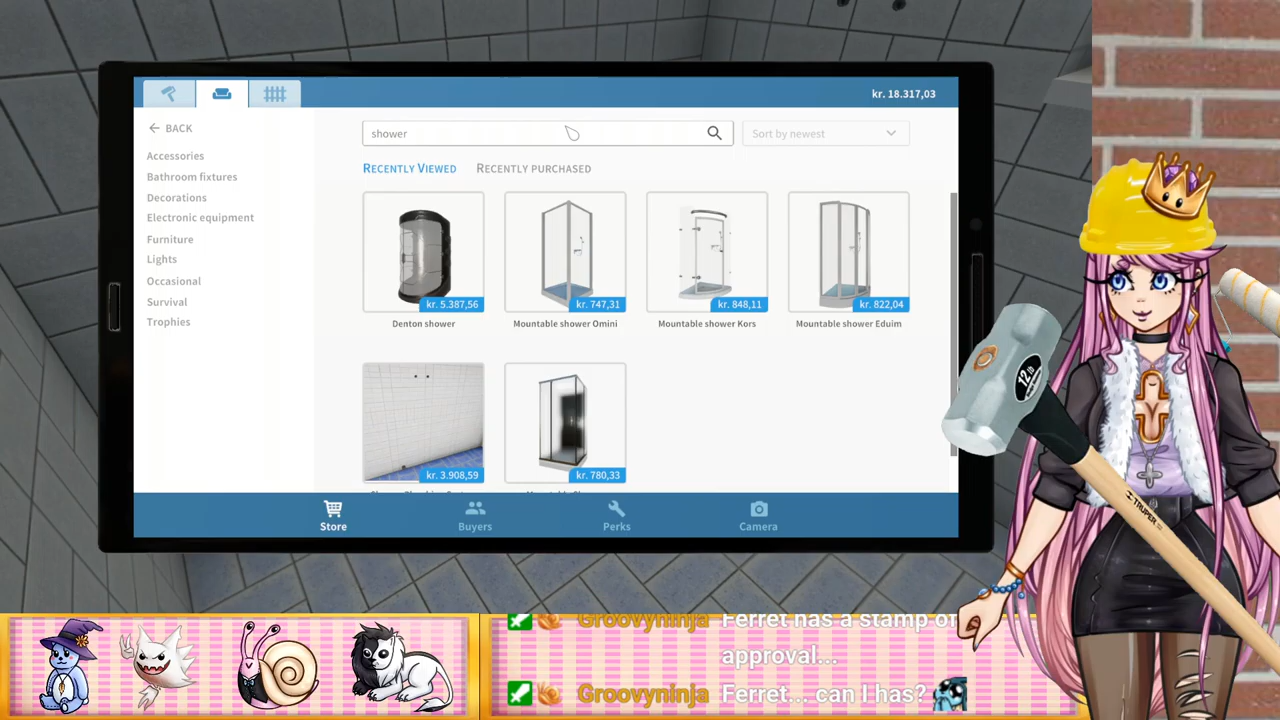 kr. 18.317,03
BACK
shower
Sort by newest
Accessories
Bathroom fixtures
Decorations
Electronic equipment
Furniture
Lights
Occasional
Survival
Trophies
RECENTLY VIEWED
RECENTLY PURCHASED
kr. 5.387,56
kr. 747,31
kr. 848,11
kr. 822,04
Denton shower
Mountable shower Omini
Mountable shower Kors
Mountable shower Eduim
kr. 3.908,59
kr. 780,33
Store
Buyers
Perks
Camera
12 lb
TRUPER
Groovyninja Ferret has a stamp of
approval...
Groovyninja Ferret... can I has?